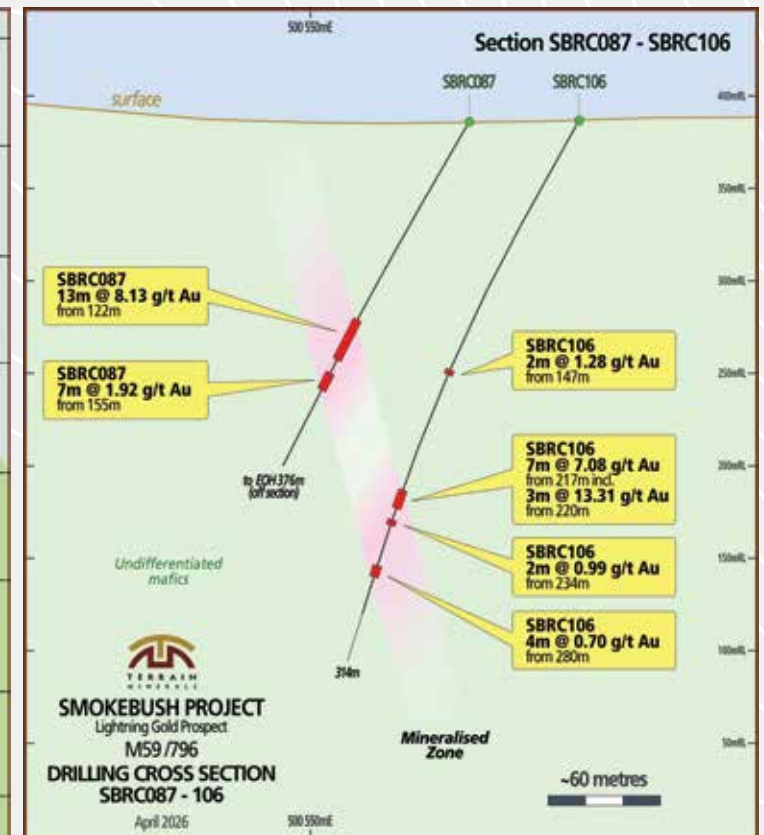 500 550mE
Section SBRC087 - SBRC106
SBRC087
SBRC106
surface
400mRL
350mRL
300mRL
250mRL
200mRL
150mRL
100mRL
50mRL
SBRC087
13m @ 8.13 g/t Au
from 122m
SBRC087
7m @ 1.92 g/t Au
from 155m
SBRC106
2m @ 1.28 g/t Au
from 147m
SBRC106
7m @ 7.08 g/t Au
from 217m incl.
3m @ 13.31 g/t Au
from 220m
SBRC106
2m @ 0.99 g/t Au
from 234m
SBRC106
4m @ 0.70 g/t Au
from 280m
to EOH 376m
(off section)
Undifferentiated
mafics
314m
TERRAIN
MINERALS
SMOKEBUSH PROJECT
Lightning Gold Prospect
M59 /796
DRILLING CROSS SECTION
SBRC087 - 106
April 2026
Mineralised
Zone
~60 metres
500 550mE